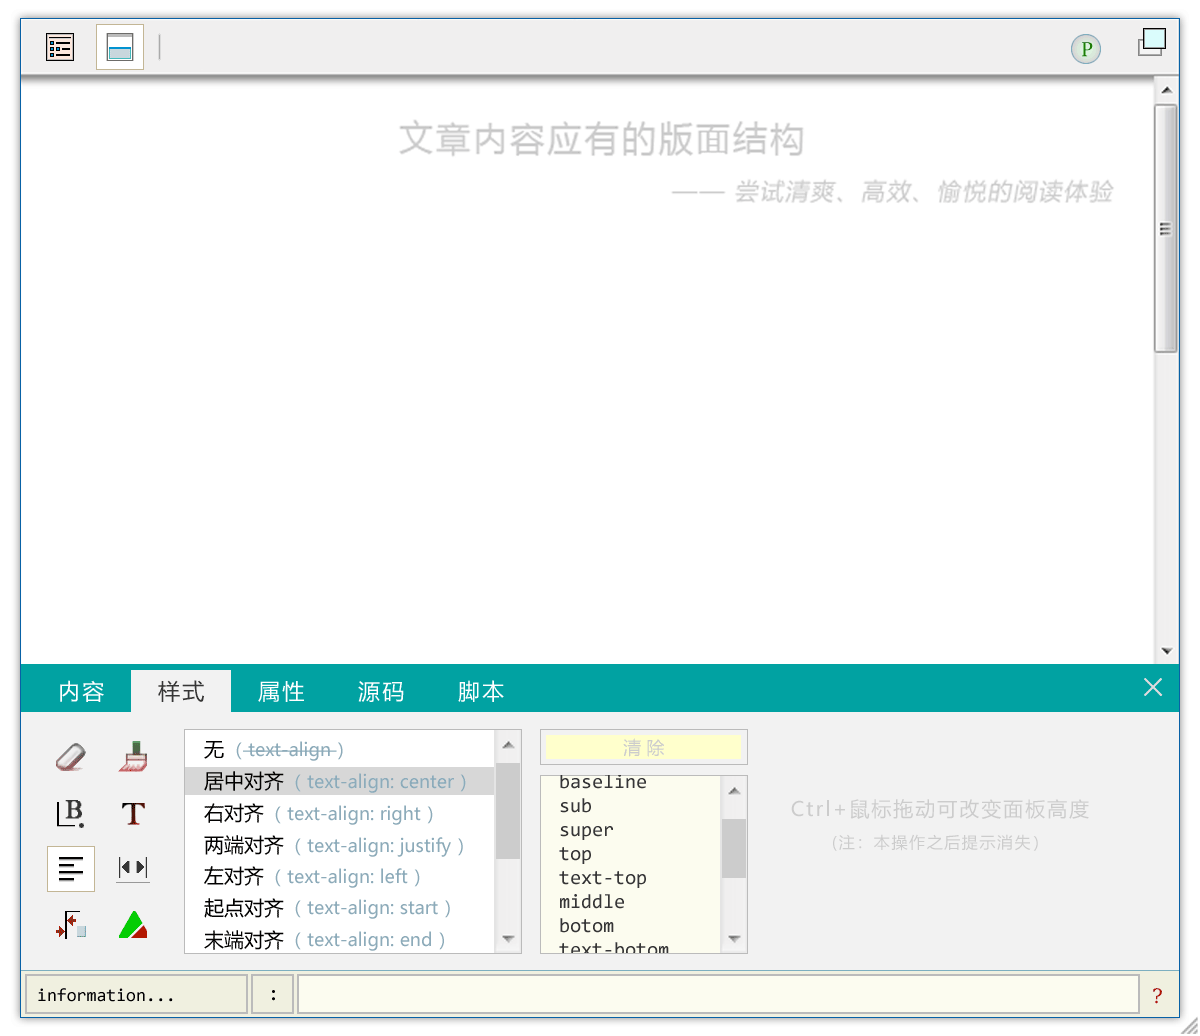 P
文章内容应有的版面结构
—— 尝试清爽、高效、愉悦的阅读体验
内容 样式 属性 源码 脚本
B T
无 ( text-align )
居中对齐 ( text-align: center )
右对齐 ( text-align: right )
两端对齐 ( text-align: justify )
左对齐 ( text-align: left )
起点对齐 ( text-align: start )
末端对齐 ( text-align: end )
清除
baseline
sub
super
top
text-top
middle
botom
text-botom
Ctrl+鼠标拖动可改变面板高度
(注：本操作之后提示消失)
information... : ?